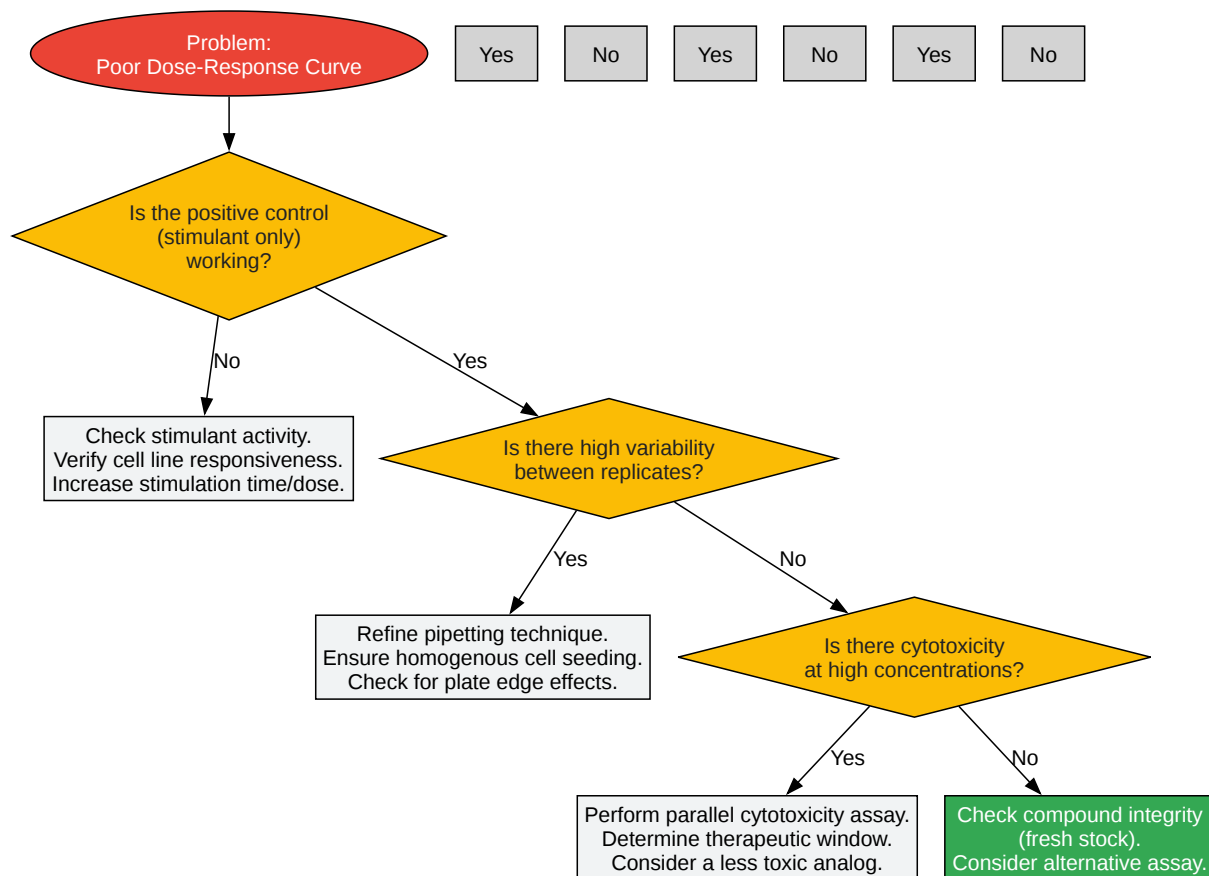 Problem:
Poor Dose-Response Curve
Yes
No
Yes
No
Yes
No
Is the positive control
(stimulant only)
working?
No
Yes
Check stimulant activity.
Verify cell line responsiveness.
Increase stimulation time/dose.
Is there high variability
between replicates?
Yes
No
Refine pipetting technique.
Ensure homogenous cell seeding.
Check for plate edge effects.
Is there cytotoxicity
at high concentrations?
Yes
No
Perform parallel cytotoxicity assay.
Determine therapeutic window.
Consider a less toxic analog.
Check compound integrity
(fresh stock).
Consider alternative assay.